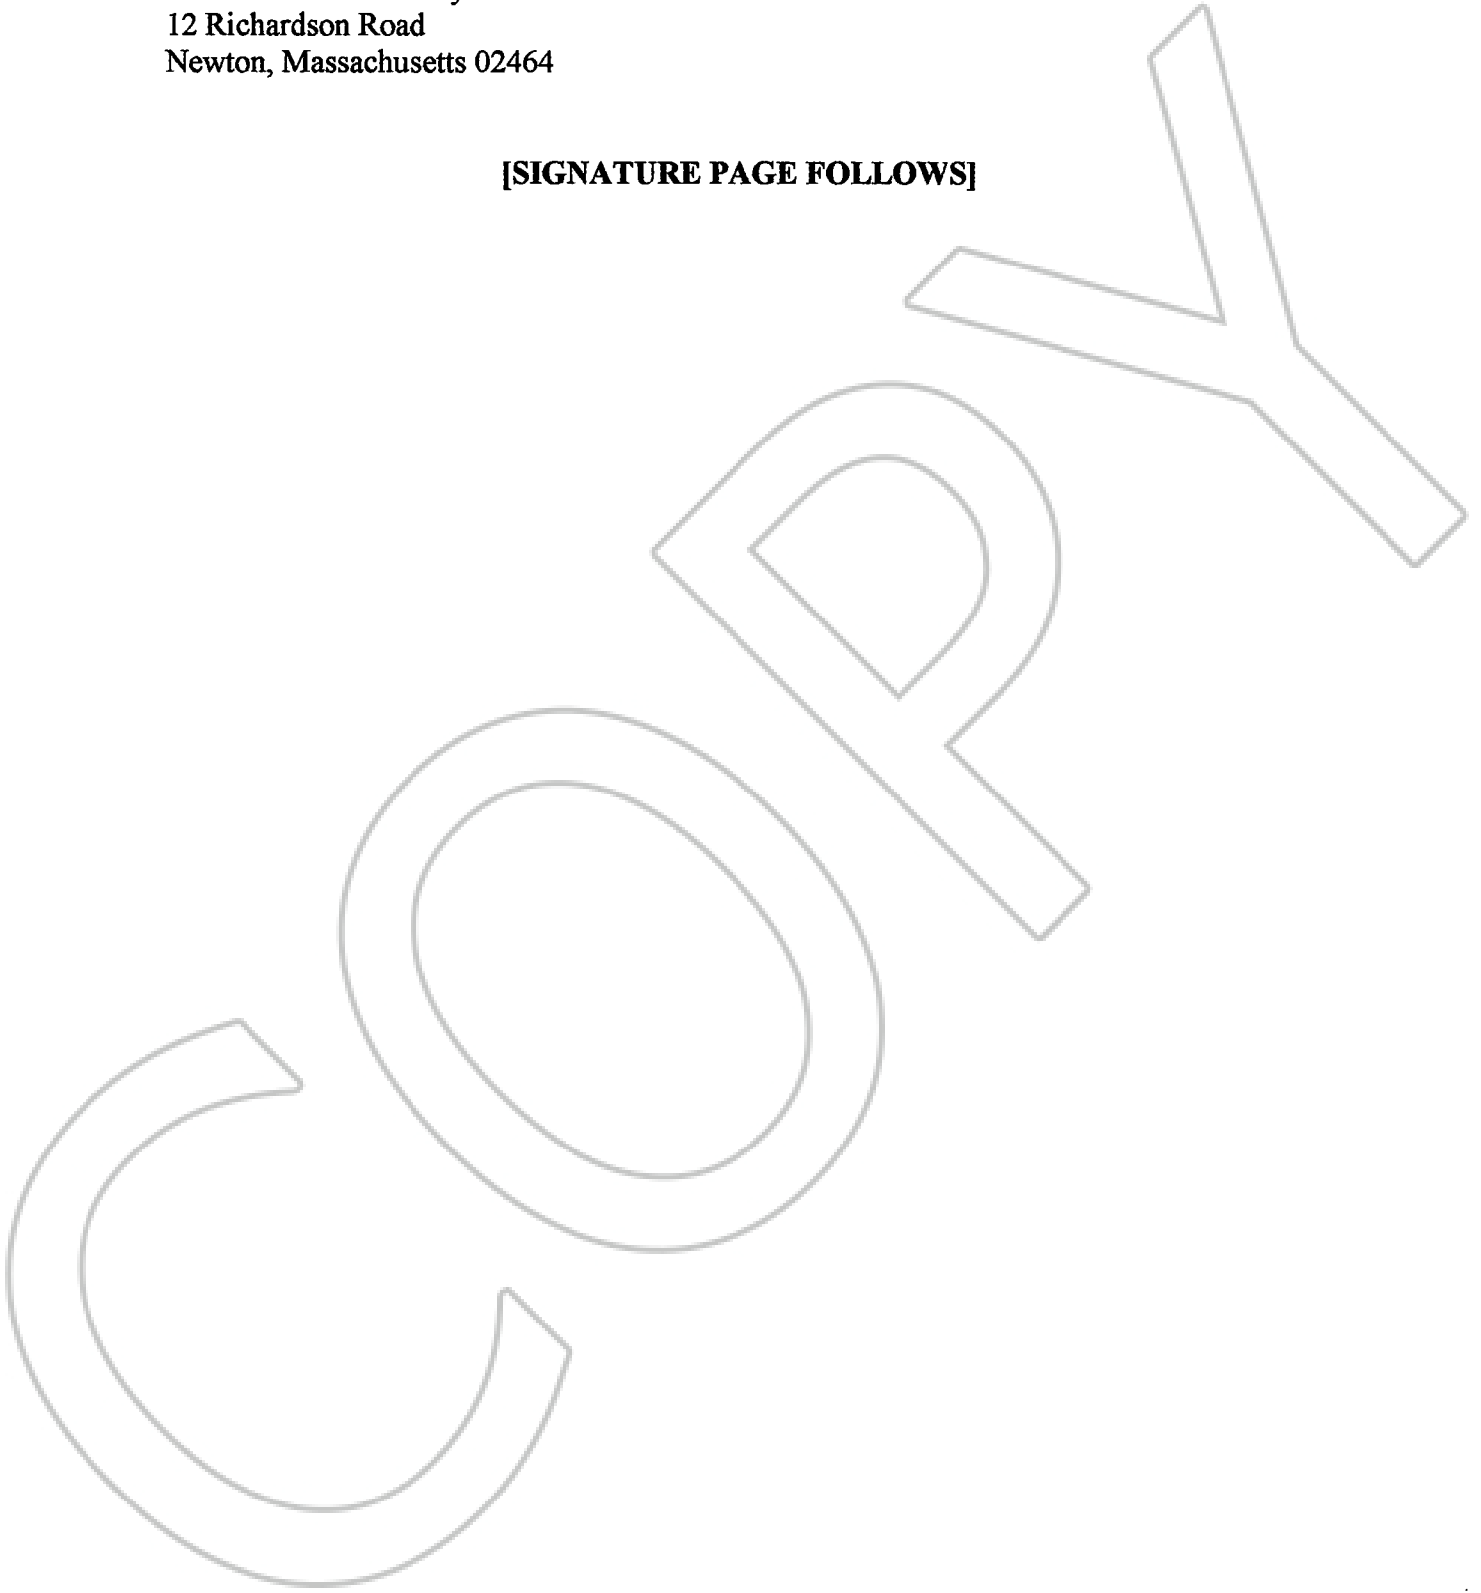 12 Richardson Road
Newton, Massachusetts 02464
[SIGNATURE PAGE FOLLOWS]
COPY